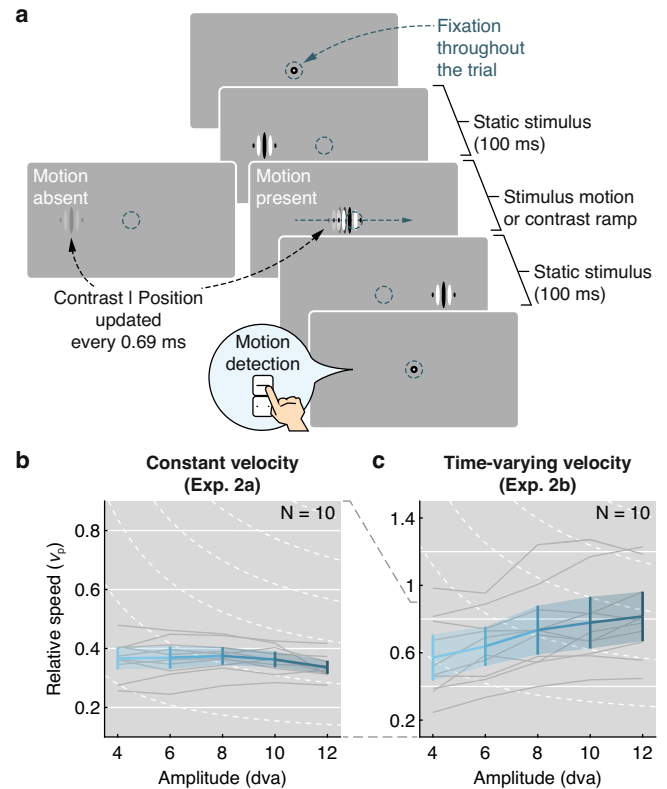 a
Fixation
throughout
the trial
Static stimulus
(100 ms)
Motion
absent
Motion
present
Stimulus motion
or contrast ramp
Static stimulus
(100 ms)
Contrast | Position
updated
every 0.69 ms
Motion
detection
b
Constant velocity
(Exp. 2a)
N = 10
0.8
0.6
0.4
0.2
Relative speed (vp)
4 6 8 10 12
Amplitude (dva)
c
Time-varying velocity
(Exp. 2b)
N = 10
1.4
1
0.6
0.2
4 6 8 10 12
Amplitude (dva)